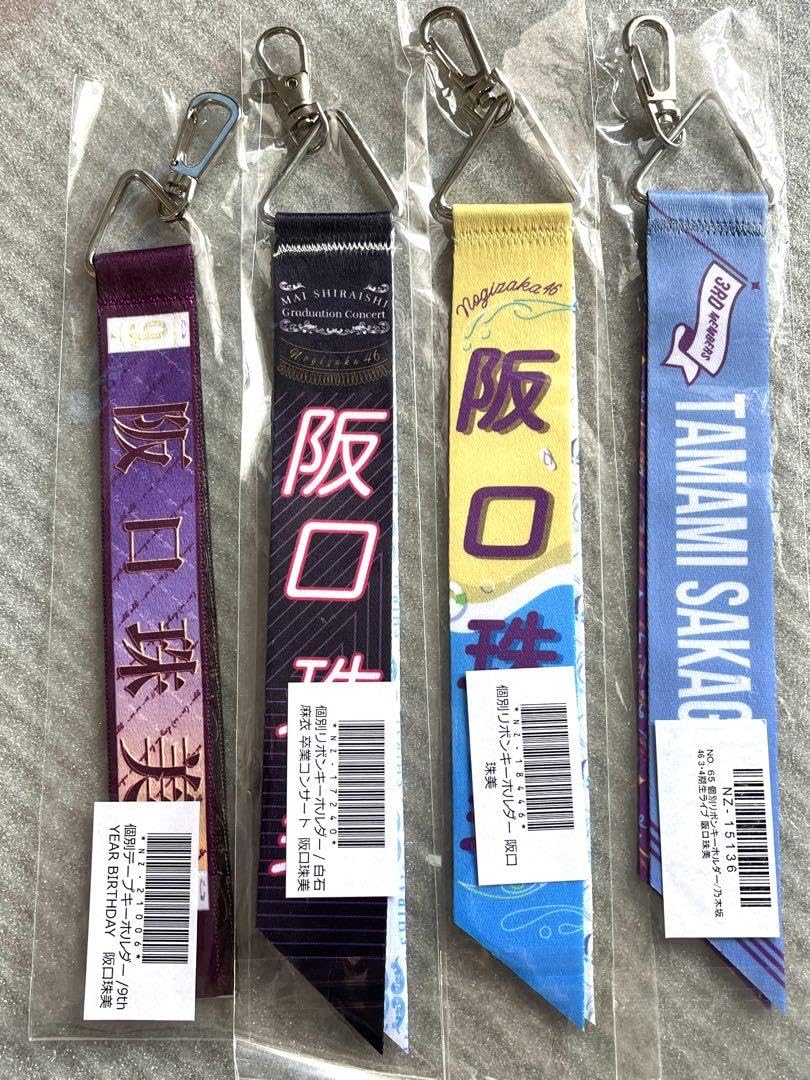 阪口珠美
*NZ-21006*
個別テープキーホルダー/9th
YEAR BIRTHDAY 阪口珠美
MAI SHIRAISHI
Graduation Concert
Nogizaka46
阪口珠
*NZ-17240*
個別リボンキーホルダー/白石
麻衣 卒業コンサート 阪口珠美
Nogizaka46
阪口珠
*NZ-18446*
個別リボンキーホルダー 阪口
珠美
3RD MEMBERS
TAMAMI SAKAG
NZ-15136
NO. 65 個別リボンキーホルダー/乃木坂
46 3・4期生ライブ 阪口珠美